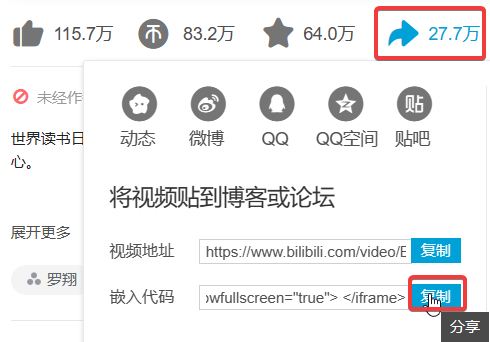 115.7万 83.2万 64.0万 27.7万
未经作
世界读书日
心。
展开更多
罗翔
动态 微博 QQ QQ空间 贴吧
将视频贴到博客或论坛
视频地址 https://www.bilibili.com/video/ 复制
嵌入代码 owfullscreen="true"> </iframe> 复制
分享